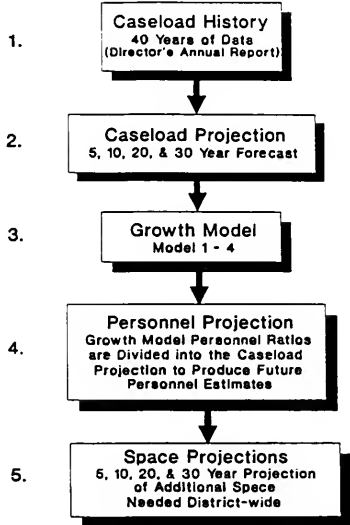 1.
Caseload History
40 Years of Data
(Director's Annual Report)
2.
Caseload Projection
5, 10, 20, & 30 Year Forecast
3.
Growth Model
Model 1 - 4
4.
Personnel Projection
Growth Model Personnel Ratios
are Divided into the Caseload
Projection to Produce Future
Personnel Estimates
5.
Space Projections
5, 10, 20, & 30 Year Projection
of Additional Space
Needed District-wide